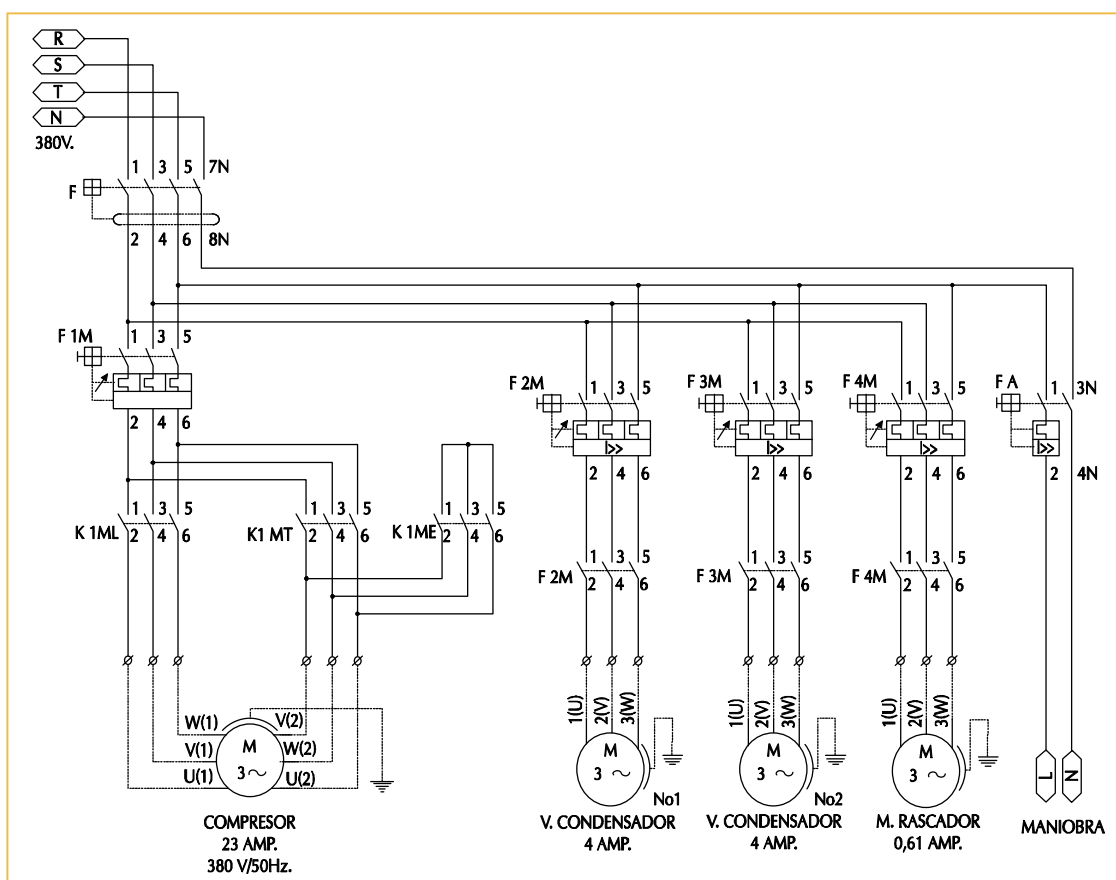 R
S
T
N
380V.
1 3 5 7N
F
2 4 6 8N
F 1M 1 3 5
2 4 6
F 2M 1 3 5
F 3M 1 3 5
F 4M 1 3 5
F A 1 3N
2 4 6
2 4 6
2 4 6
2 4N
K 1ML 1 3 5
2 4 6
K1 MT 1 3 5
2 4 6
K 1ME 1 3 5
2 4 6
F 2M 1 3 5
2 4 6
F 3M 1 3 5
2 4 6
F 4M 1 3 5
2 4 6
W(1) V(2)
V(1) M W(2)
U(1) 3~ U(2)
COMPRESOR
23 AMP.
380 V/50Hz.
1(U) 2(V) 3(W)
M
3 ~
No1
V. CONDENSADOR
4 AMP.
1(U) 2(V) 3(W)
M
3 ~
No2
V. CONDENSADOR
4 AMP.
1(U) 2(V) 3(W)
M
3 ~
M. RASCADOR
0,61 AMP.
L N
MANIOBRA